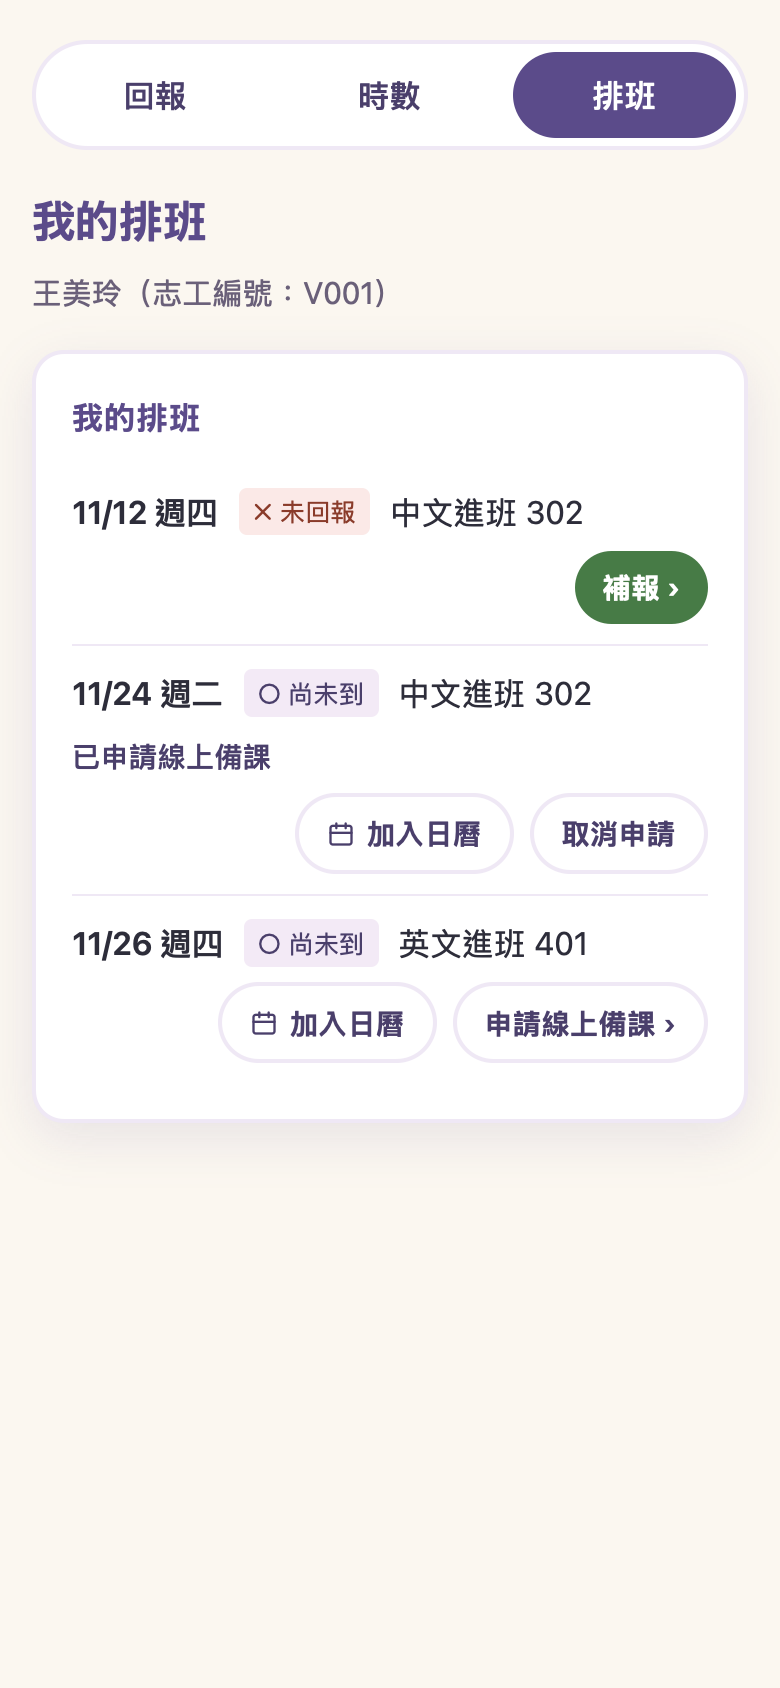 回報 時數 排班
我的排班
王美玲（志工編號：V001）
我的排班
11/12 週四 × 未回報 中文進班 302
補報 ›
11/24 週二 ○ 尚未到 中文進班 302
已申請線上備課
加入日曆 取消申請
11/26 週四 ○ 尚未到 英文進班 401
加入日曆 申請線上備課 ›